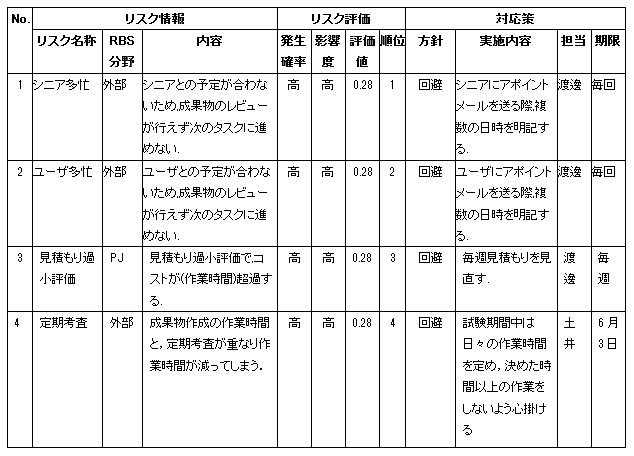 No. リスク情報 リスク評価 対応策
リスク名称 RBS分野 内容 発生確率 影響度 評価値 順位 方針 実施内容 担当 期限
1 シニア多忙 外部 シニアとの予定が合わ 高 高 0.28 1 回避 シニアにアポイント 渡邉 毎回
ないため,成果物のレビュー メールを送る際,複
が行えず次のタスクに進 数の日時を明記す
めない. る.
2 ユーザ多忙 外部 ユーザとの予定が合わな 高 高 0.28 2 回避 ユーザにアポイント 渡邉 毎回
いため,成果物のレビュー メールを送る際,複
が行えず次のタスクに進 数の日時を明記す
めない. る.
3 見積もり過 PJ 見積もり過小評価で,コ 高 高 0.28 3 回避 毎週見積もりを見 渡 毎
小評価 ストが(作業時間)超過す 直す. 邉 週
る.
4 定期考査 外部 成果物作成の作業時間 高 高 0.28 4 回避 試験期間中は 土 6月
と，定期考査が重なり作 日々の作業時間 井 3日
業時間が減ってしまう． を定め，決めた時
間以上の作業を
しないよう心掛け
る